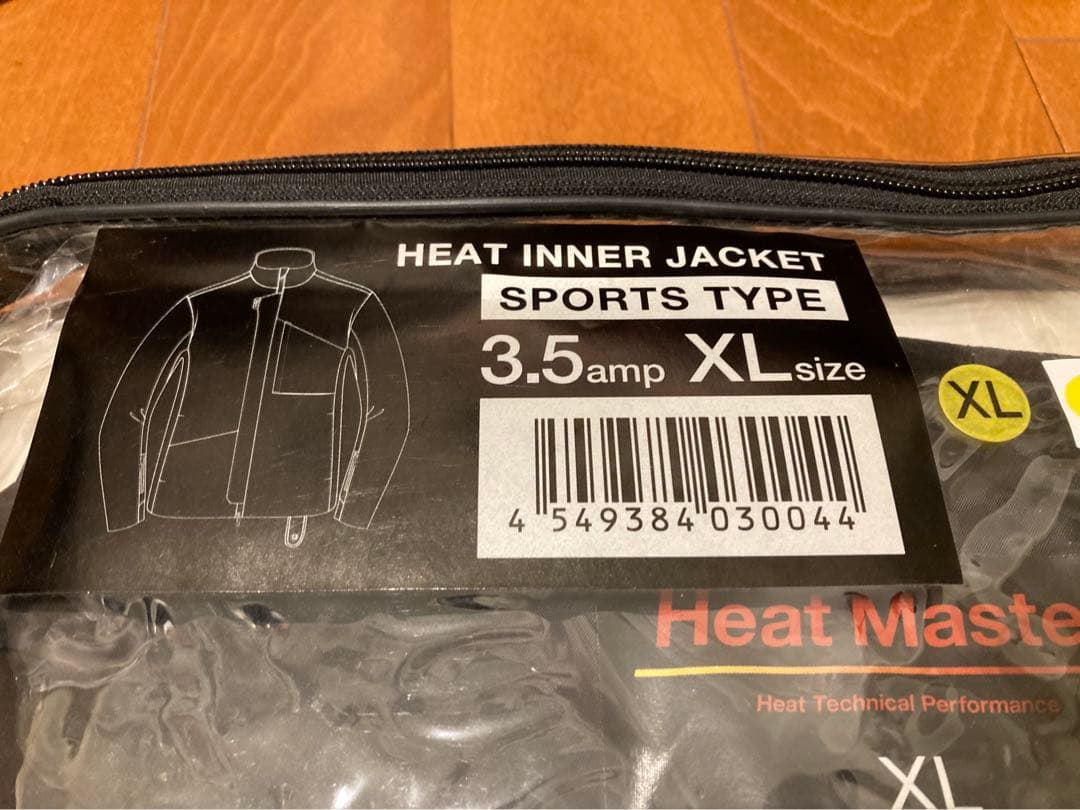 HEAT INNER JACKET
SPORTS TYPE
3.5amp XLsize
4 549384 030044
XL
Heat Maste
Heat Technical Performance
XL